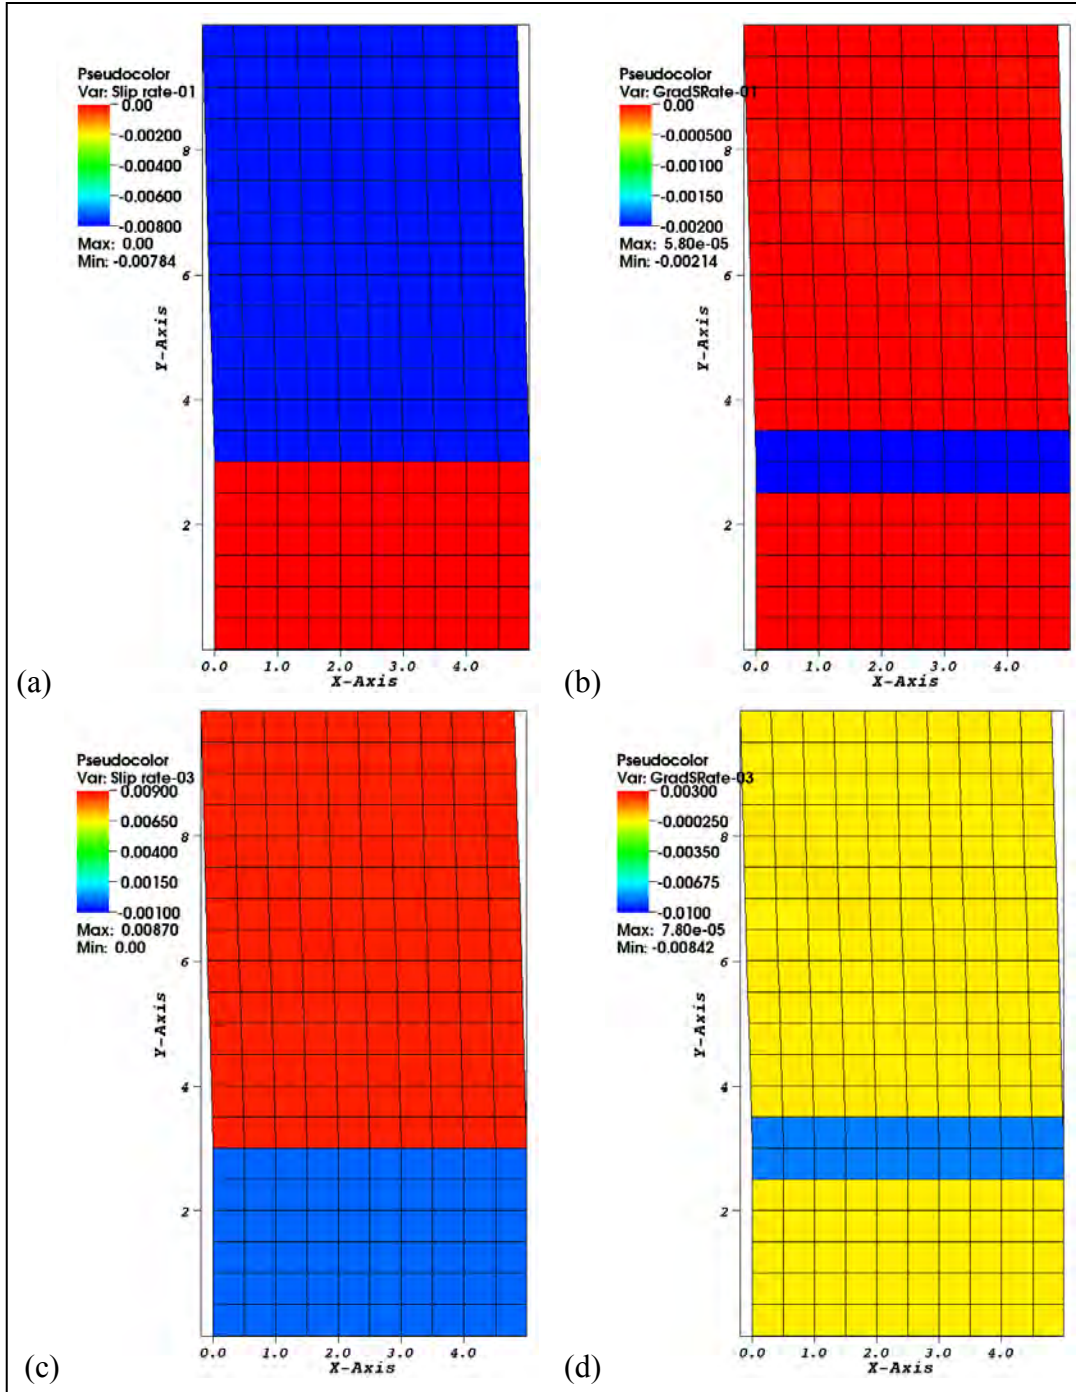 Pseudocolor
Var: Slip rate-01
0.00
-0.00200
-0.00400
-0.00600
-0.00800
Max: 0.00
Min: -0.00784
8
6
4
2
Y-Axis
0.0 1.0 2.0 3.0 4.0
X-Axis
(a)
Pseudocolor
Var: GradSRate-01
0.00
-0.000500
-0.00100
-0.00150
-0.00200
Max: 5.80e-05
Min: -0.00214
8
6
4
2
Y-Axis
0.0 1.0 2.0 3.0 4.0
X-Axis
(b)
Pseudocolor
Var: Slip rate-03
0.00900
0.00650
0.00400
0.00150
-0.00100
Max: 0.00870
Min: 0.00
8
6
4
2
Y-Axis
0.0 1.0 2.0 3.0 4.0
X-Axis
(c)
Pseudocolor
Var: GradSRate-03
0.00300
-0.000250
-0.00350
-0.00675
-0.0100
Max: 7.80e-05
Min: -0.00842
8
6
4
2
Y-Axis
0.0 1.0 2.0 3.0 4.0
X-Axis
(d)